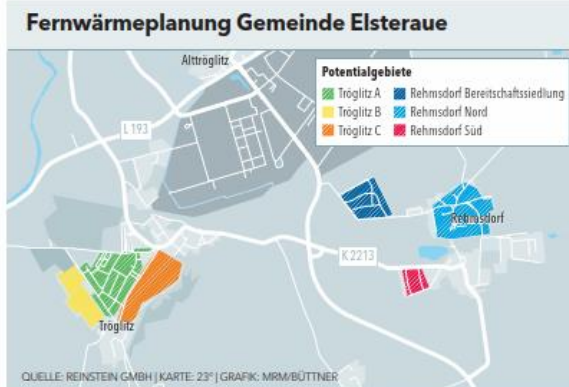 Fernwärmeplanung Gemeinde Elsteraue
Alttröglitz
Potentialgebiete
Tröglitz A
Rehmsdorf Bereitschaftssiedlung
Tröglitz B
Rehmsdorf Nord
Tröglitz C
Rehmsdorf Süd
L 193
Rehmsdorf
K 2213
Tröglitz
QUELLE: REINSTEIN GMBH | KARTE: 23° | GRAFIK: MRM/BÜTTNER